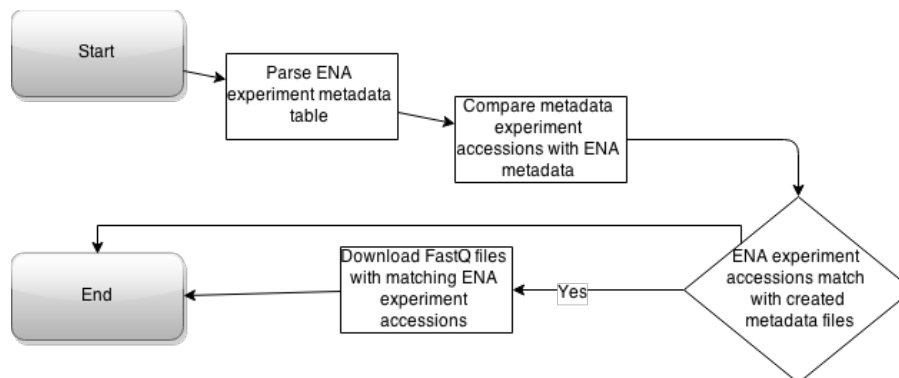 Start
Parse ENA
experiment metadata
table
Compare metadata
experiment
accessions with ENA
metadata
ENA experiment
accessions match
with created
metadata files
Yes
Download FastQ files
with matching ENA
experiment
accessions
End